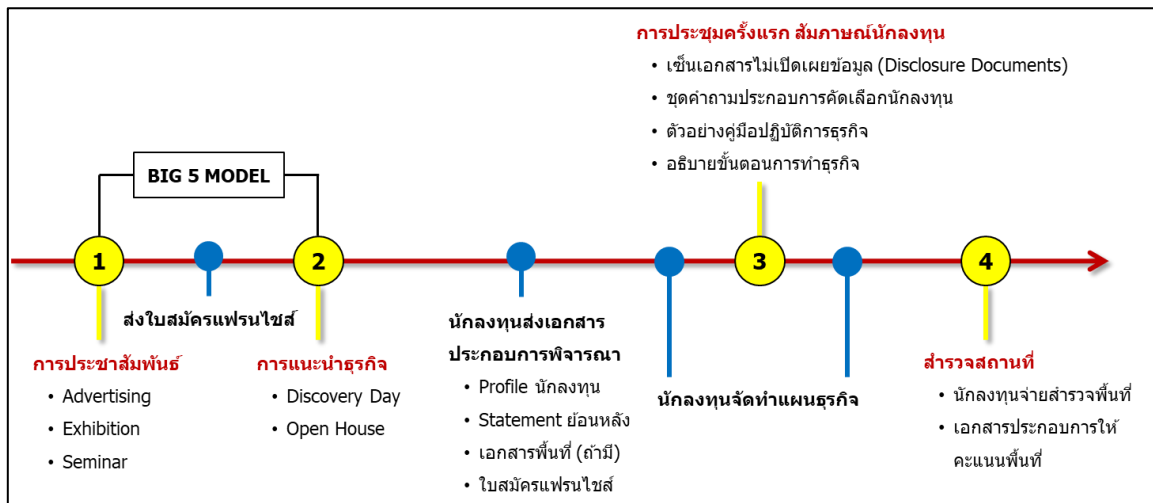 การประชุมครั้งแรก สัมภาษณ์นักลงทุน
• เซ็นเอกสารไม่เปิดเผยข้อมูล (Disclosure Documents)
• ชุดคำถามประกอบการคัดเลือกนักลงทุน
• ตัวอย่างคู่มือปฏิบัติการธุรกิจ
• อธิบายขั้นตอนการทำธุรกิจ
BIG 5 MODEL
1
2
3
4
ส่งใบสมัครแฟรนไชส์
การประชาสัมพันธ์
• Advertising
• Exhibition
• Seminar
การแนะนำธุรกิจ
• Discovery Day
• Open House
นักลงทุนส่งเอกสาร
ประกอบการพิจารณา
• Profile นักลงทุน
• Statement ย้อนหลัง
• เอกสารพื้นที่ (ถ้ามี)
• ใบสมัครแฟรนไชส์
นักลงทุนจัดทำแผนธุรกิจ
สำรวจสถานที่
• นักลงทุนจ่ายสำรวจพื้นที่
• เอกสารประกอบการให้
คะแนนพื้นที่